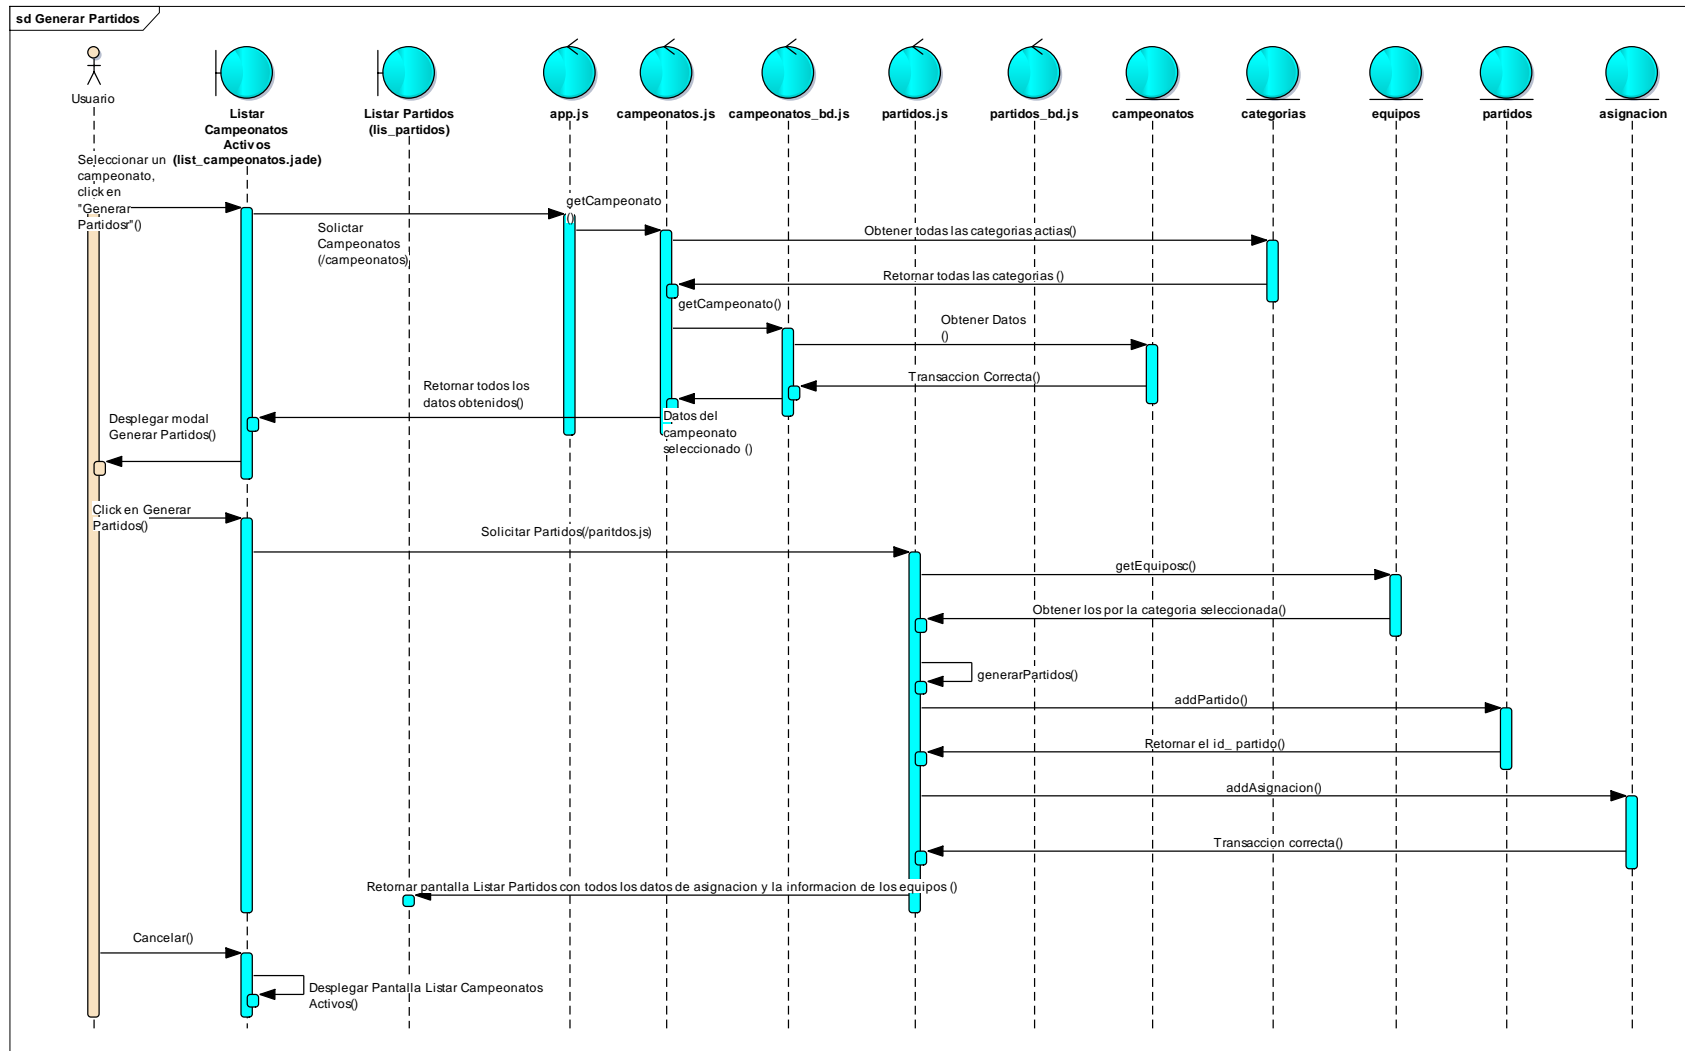 sd Generar Partidos
Usuario
Listar
Campeonatos
Activos
(list_campeonatos.jade)
Listar Partidos
(lis_partidos)
app.js
campeonatos.js
campeonatos_bd.js
partidos.js
partidos_bd.js
campeonatos
categorias
equipos
partidos
asignacion
Seleccionar un
campeonato,
click en
"Generar
Partidosr"()
Solictar
Campeonatos
(/campeonatos)
getCampeonato
()
Obtener todas las categorias actias()
Retornar todas las categorias ()
getCampeonato()
Obtener Datos
()
Transaccion Correcta()
Datos del
campeonato
seleccionado ()
Retornar todos los
datos obtenidos()
Desplegar modal
Generar Partidos()
Click en Generar
Partidos()
Solicitar Partidos(/paritdos.js)
getEquiposc()
Obtener los por la categoria seleccionada()
generarPartidos()
addPartido()
Retornar el id_ partido()
addAsignacion()
Transaccion correcta()
Retornar pantalla Listar Partidos con todos los datos de asignacion y la informacion de los equipos ()
Cancelar()
Desplegar Pantalla Listar Campeonatos
Activos()